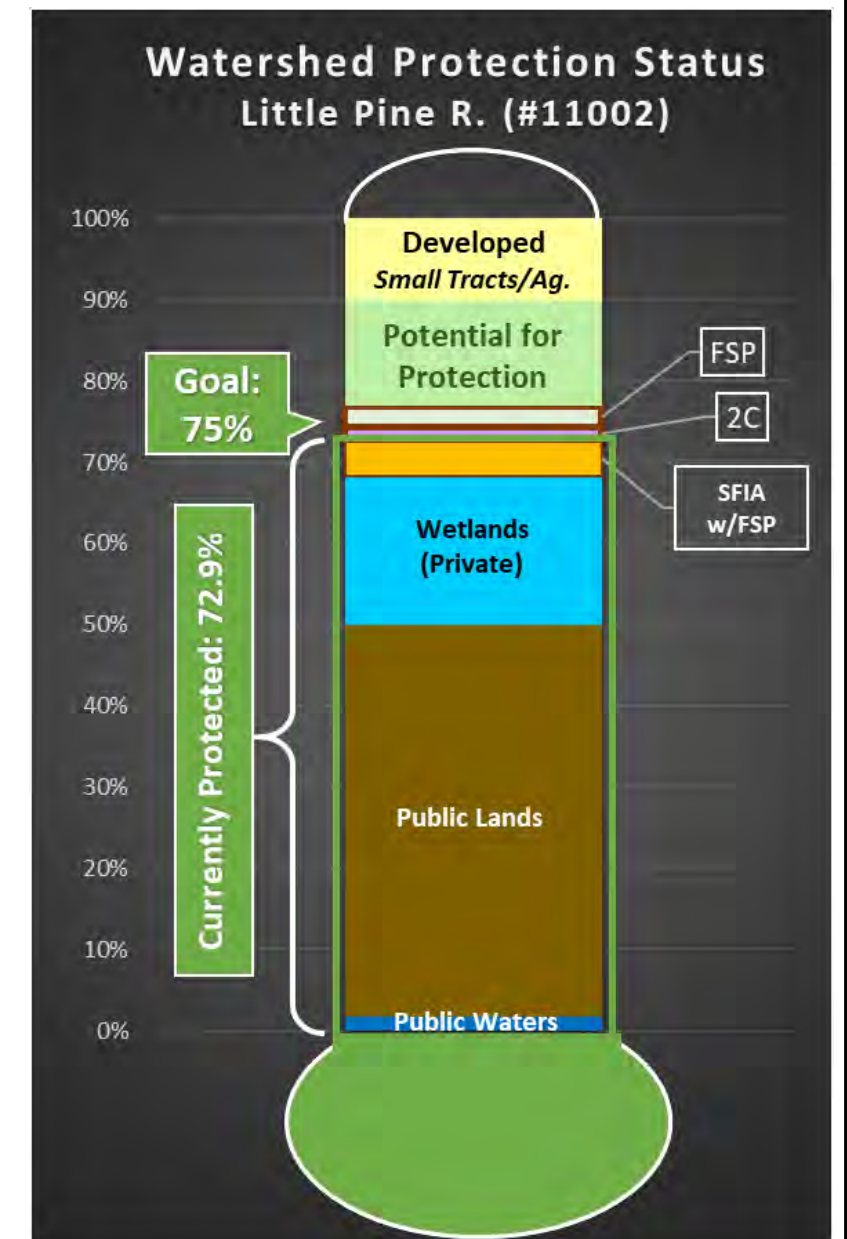 Watershed Protection Status
Little Pine R. (#11002)
100%
90%
80%
70%
60%
50%
40%
30%
20%
10%
0%
Developed
Small Tracts/Ag.
Potential for
Protection
Goal:
75%
FSP
2C
SFIA
w/FSP
Wetlands
(Private)
Currently Protected: 72.9%
Public Lands
Public Waters